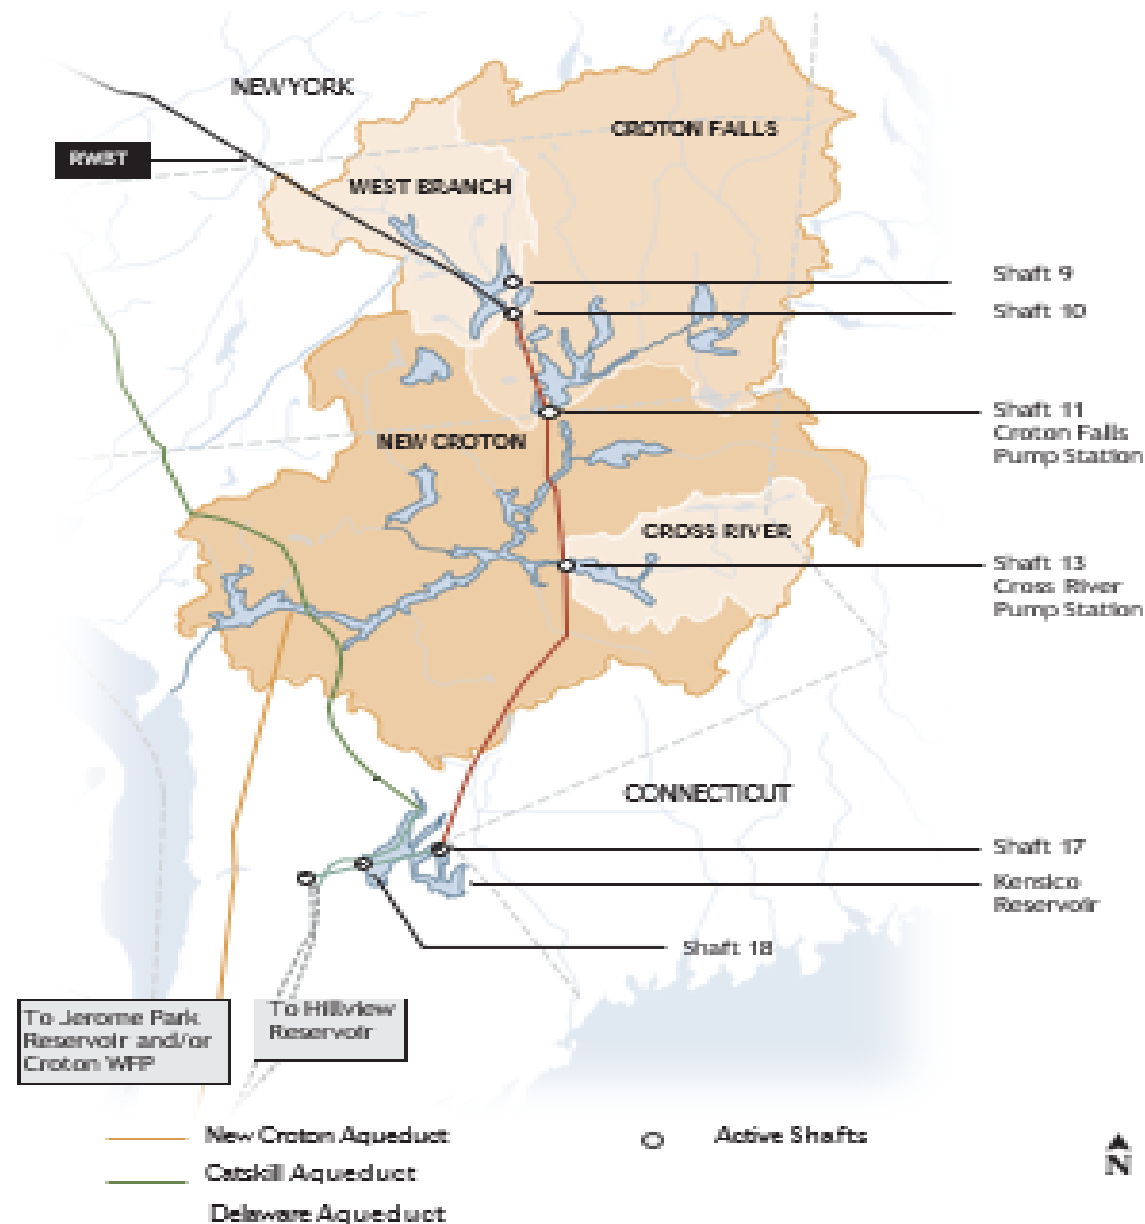 NEW YORK
CROTON FALLS
RWBT
WEST BRANCH
Shaft 9
Shaft 10
Shaft 11
Croton Falls
Pump Station
NEW CROTON
CROSS RIVER
Shaft 13
Cross River
Pump Station
CONNECTICUT
Shaft 17
Kensico
Reservoir
Shaft 18
To Jerome Park
Reservoir and/or
Croton WFP
To Hillview
Reservoir
New Croton Aqueduct
Active Shafts
Catskill Aqueduct
Delaware Aqueduct
N